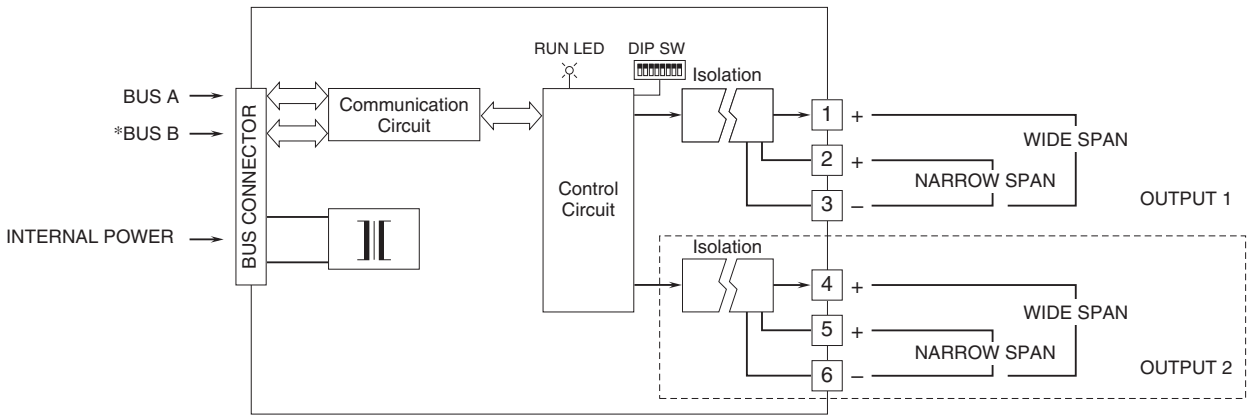 RUN LED
DIP SW
Isolation
BUS A
*BUS B
INTERNAL POWER
BUS CONNECTOR
Communication
Circuit
Control
Circuit
1 +
2 +
3 –
WIDE SPAN
NARROW SPAN
OUTPUT 1
Isolation
4 +
5 +
6 –
WIDE SPAN
NARROW SPAN
OUTPUT 2